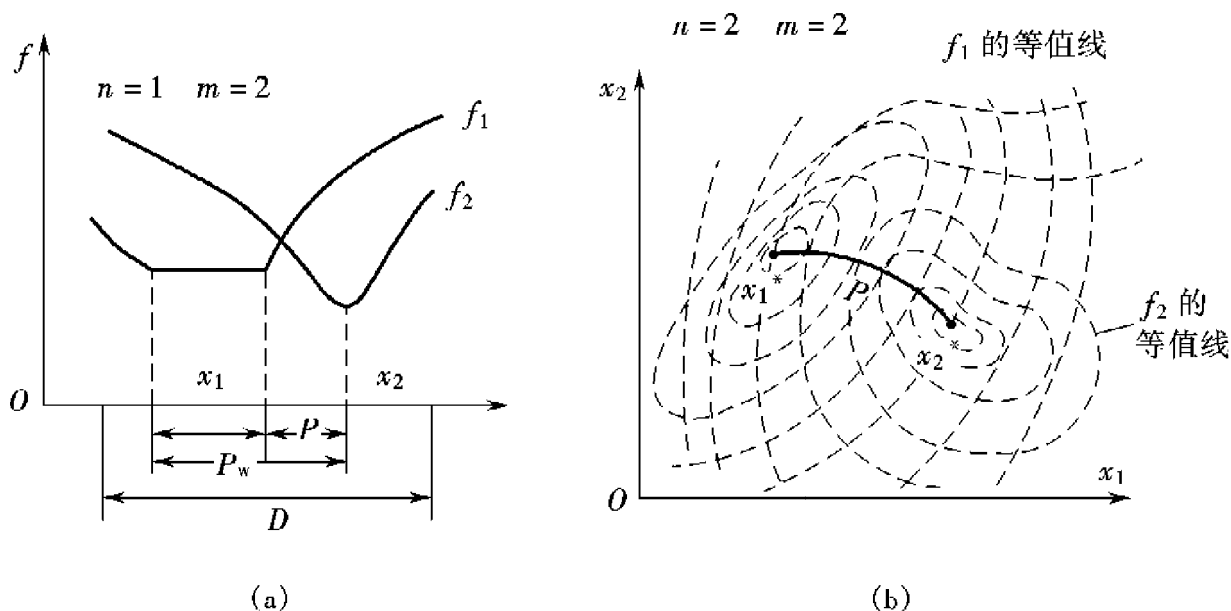 f
n = 1 m = 2
f₁
f₂
x₁
x₂
O
P
P_w
D
(a)
n = 2 m = 2
f₁ 的等值线
x₂
x₁*
P
x₂*
f₂ 的
等值线
O
x₁
(b)